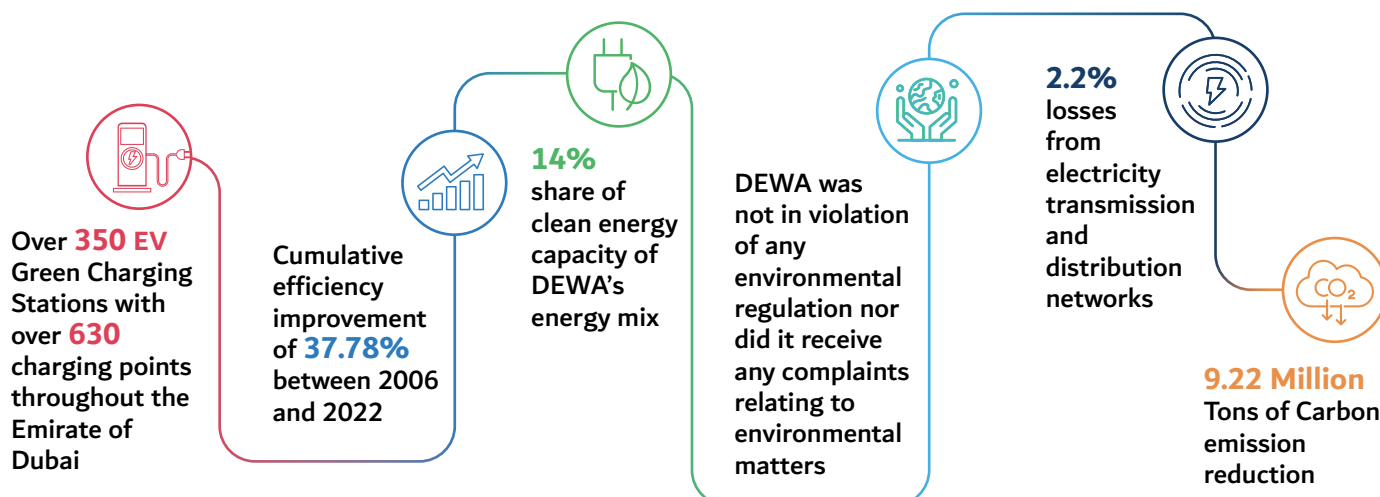 Over 350 EV
Green Charging
Stations with
over 630
charging points
throughout the
Emirate of
Dubai
Cumulative
efficiency
improvement
of 37.78%
between 2006
and 2022
14%
share of
clean energy
capacity of
DEWA's
energy mix
DEWA was
not in violation
of any
environmental
regulation nor
did it receive
any complaints
relating to
environmental
matters
2.2%
losses
from
electricity
transmission
and
distribution
networks
CO₂
9.22 Million
Tons of Carbon
emission
reduction